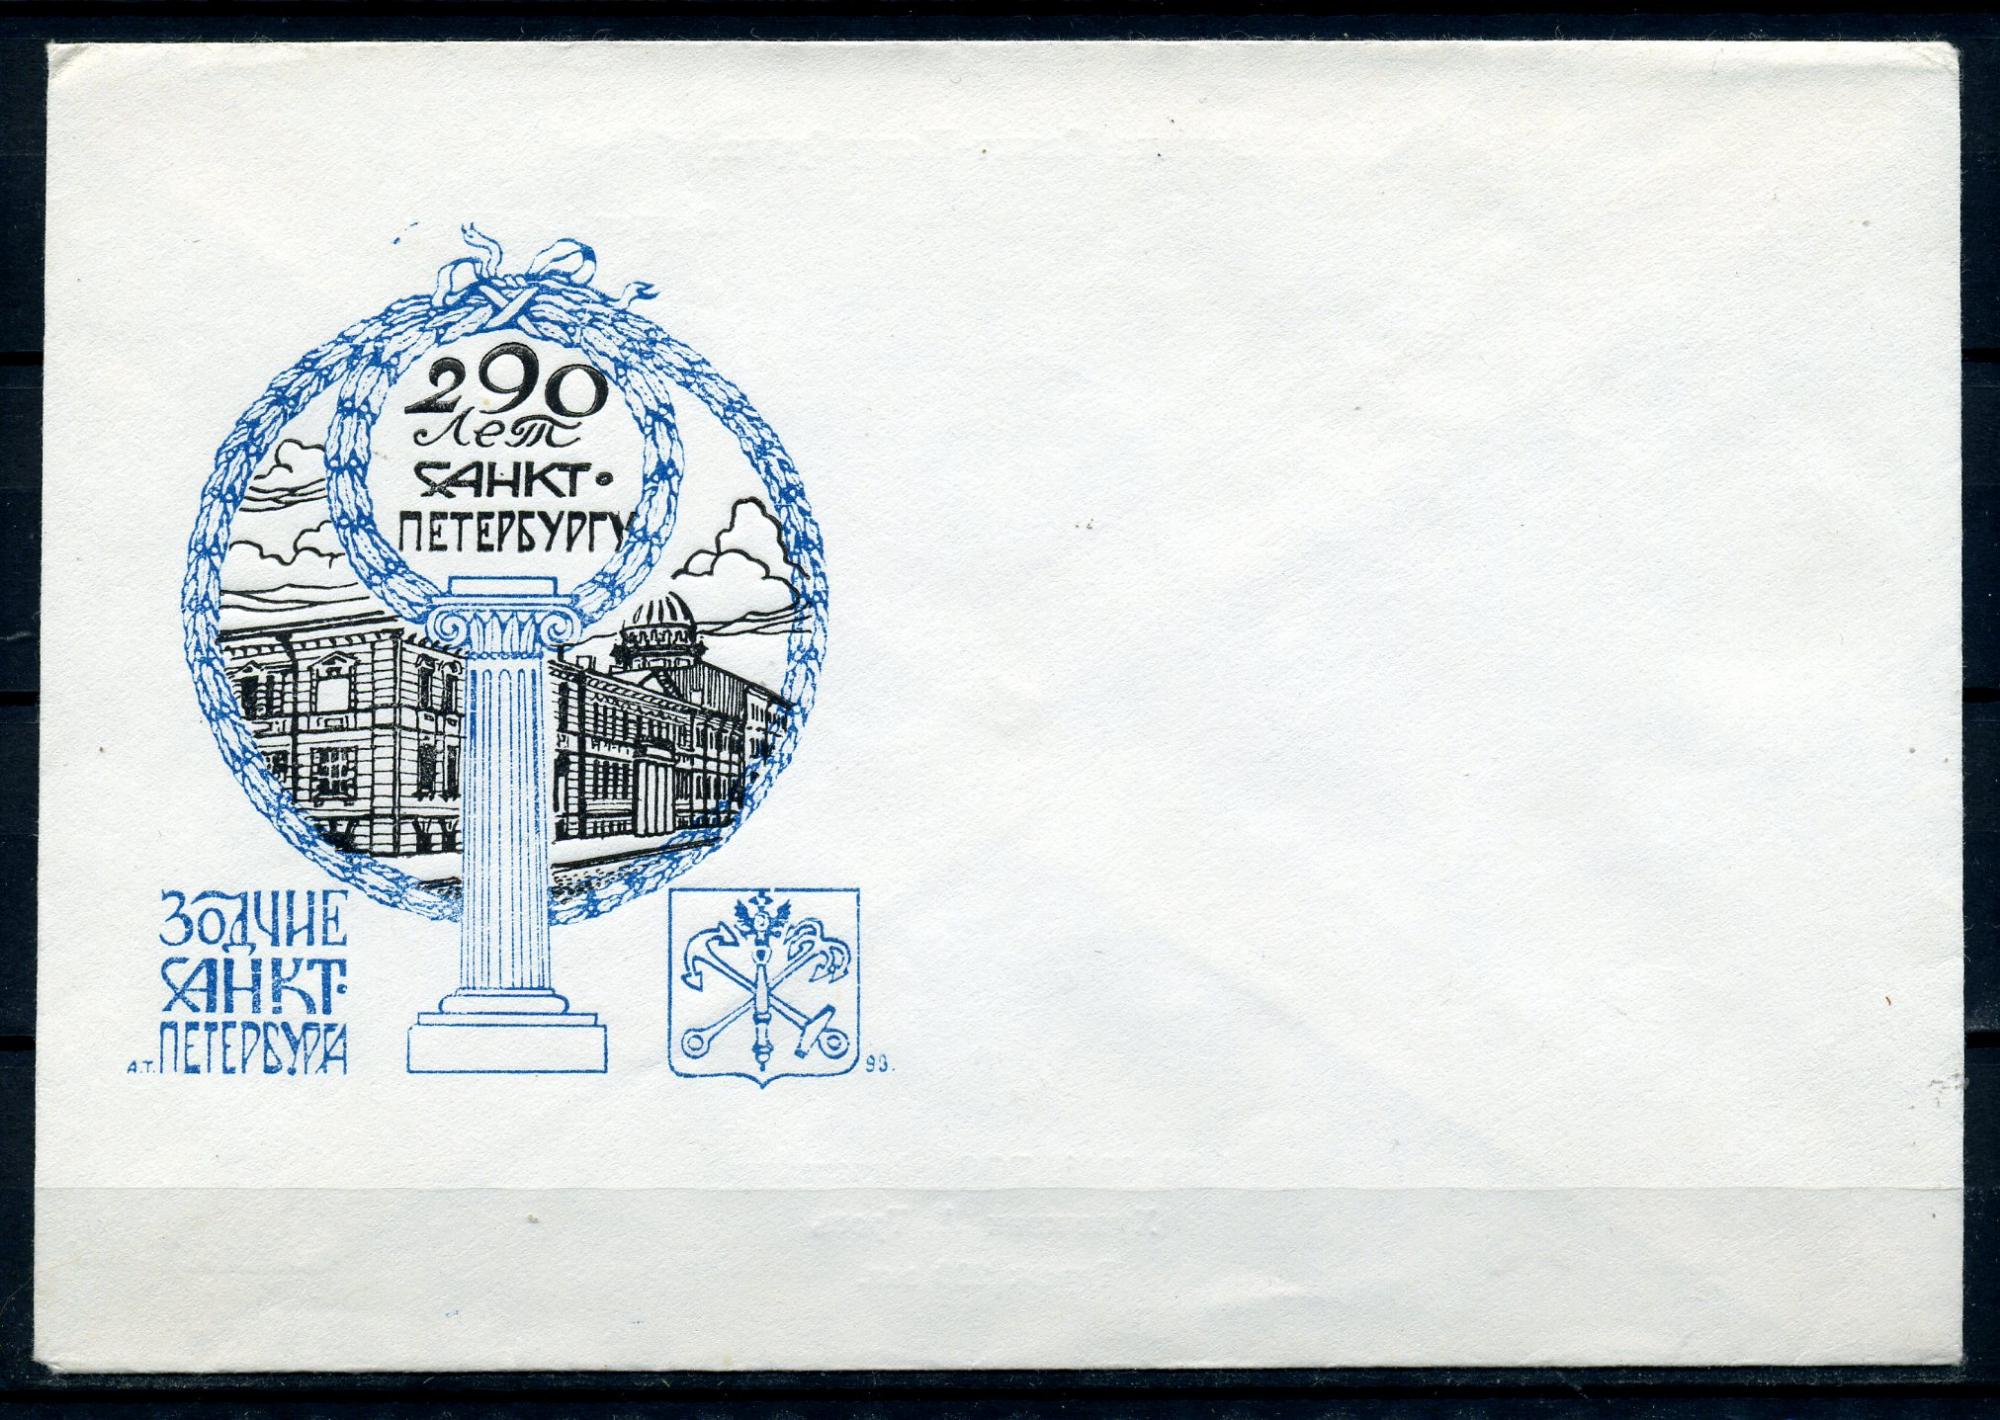 290
Лет
САНКТ·
ПЕТЕРБУРГУ
ЗОДЧИЕ
САНКТ·
ПЕТЕРБУРГА
А.Т.
93.